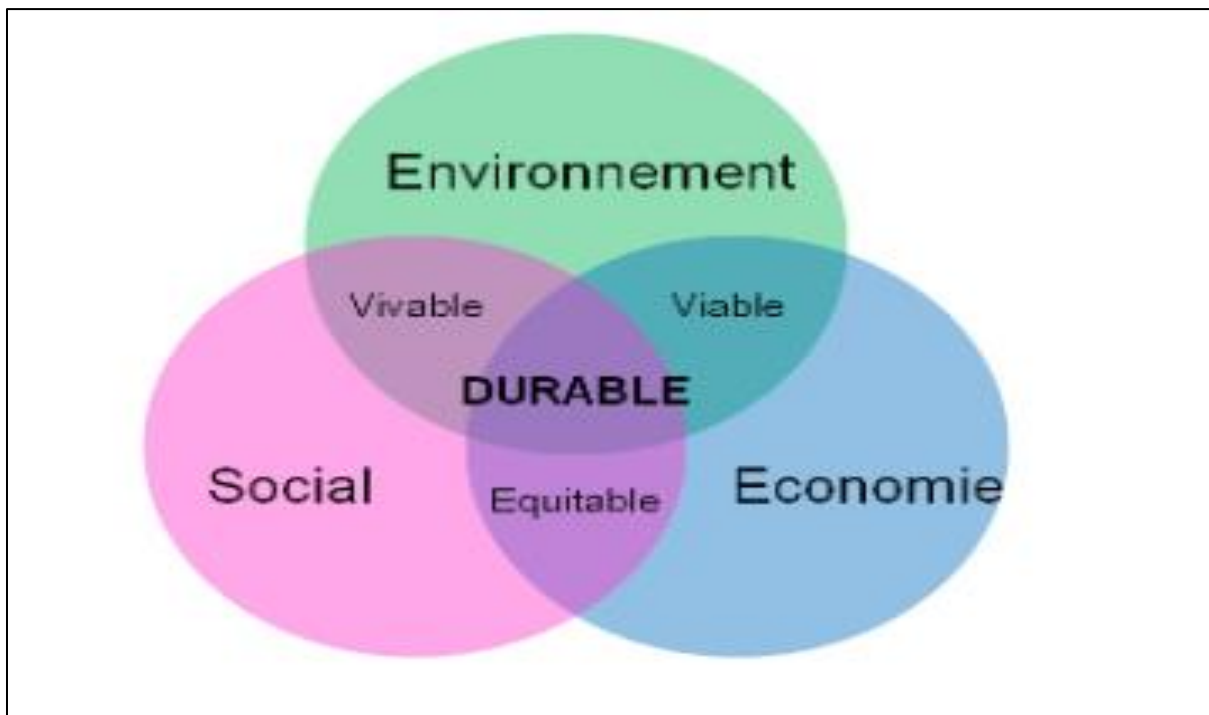 Environnement
Vivable
Viable
DURABLE
Social
Equitable
Economie